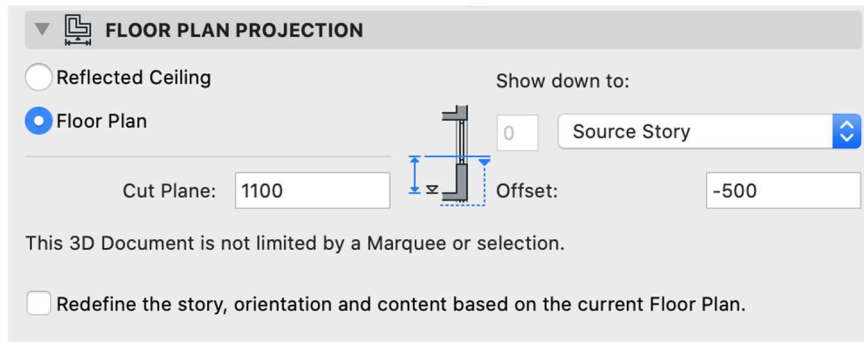 FLOOR PLAN PROJECTION
Reflected Ceiling
Show down to:
Floor Plan
0
Source Story
Cut Plane: 1100
Offset: -500
This 3D Document is not limited by a Marquee or selection.
Redefine the story, orientation and content based on the current Floor Plan.